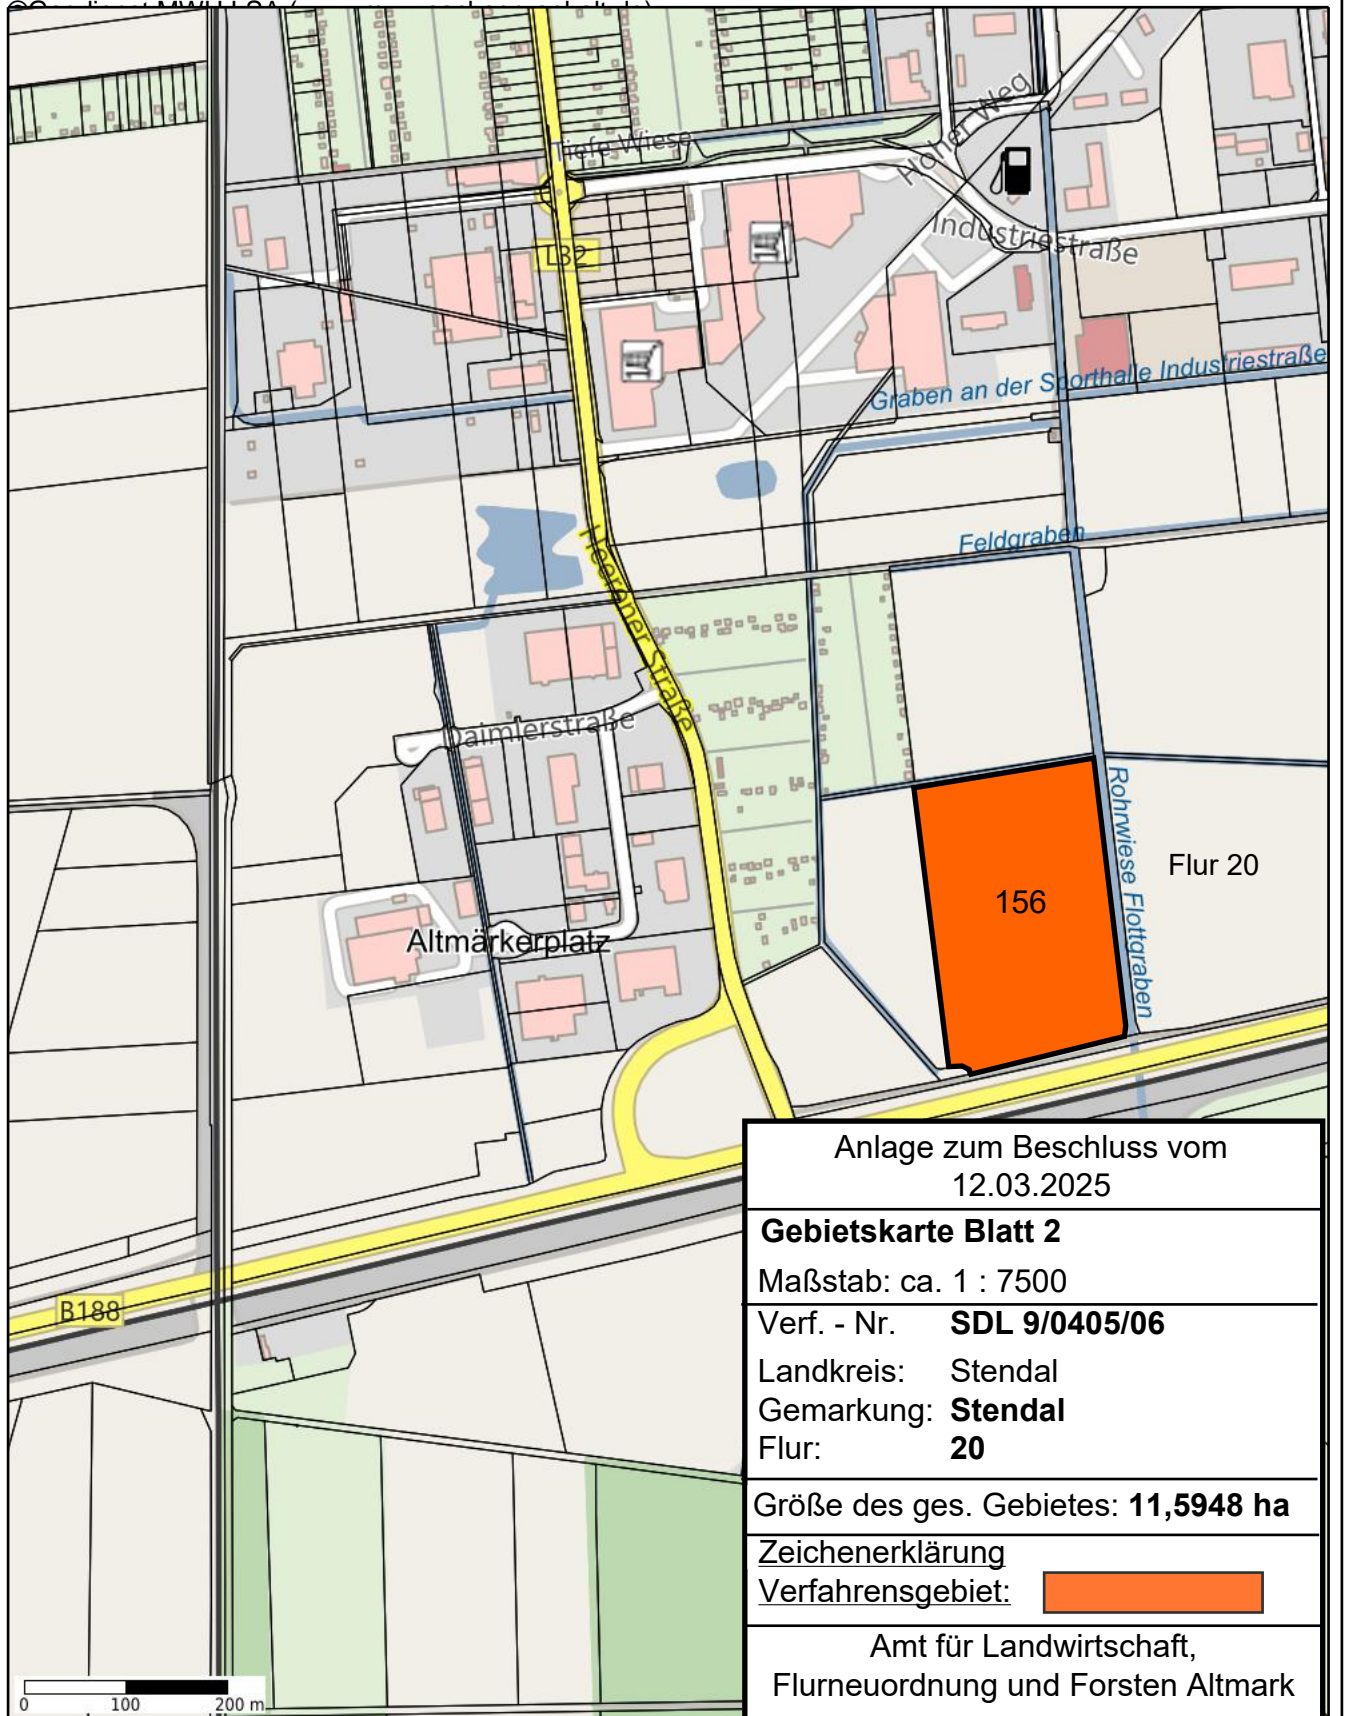 Tiefe Wiese
Hoher Weg
Industriestraße
L32
Graben an der Sporthalle Industriestraße
Feldgraben
Heerener Straße
Daimlerstraße
Rohrwiese Flottgraben
Flur 20
156
Altmärkerplatz
B188
Anlage zum Beschluss vom
12.03.2025
Gebietskarte Blatt 2
Maßstab: ca. 1 : 7500
Verf. - Nr. SDL 9/0405/06
Landkreis: Stendal
Gemarkung: Stendal
Flur: 20
Größe des ges. Gebietes: 11,5948 ha
Zeichenerklärung
Verfahrensgebiet:
Amt für Landwirtschaft,
Flurneuordnung und Forsten Altmark
0 100 200 m